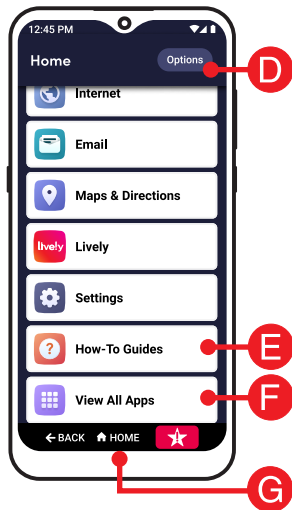 12:45 PM
Home
Options
D
Internet
Email
Maps & Directions
lively
Lively
Settings
?
How-To Guides
E
View All Apps
F
BACK HOME
G